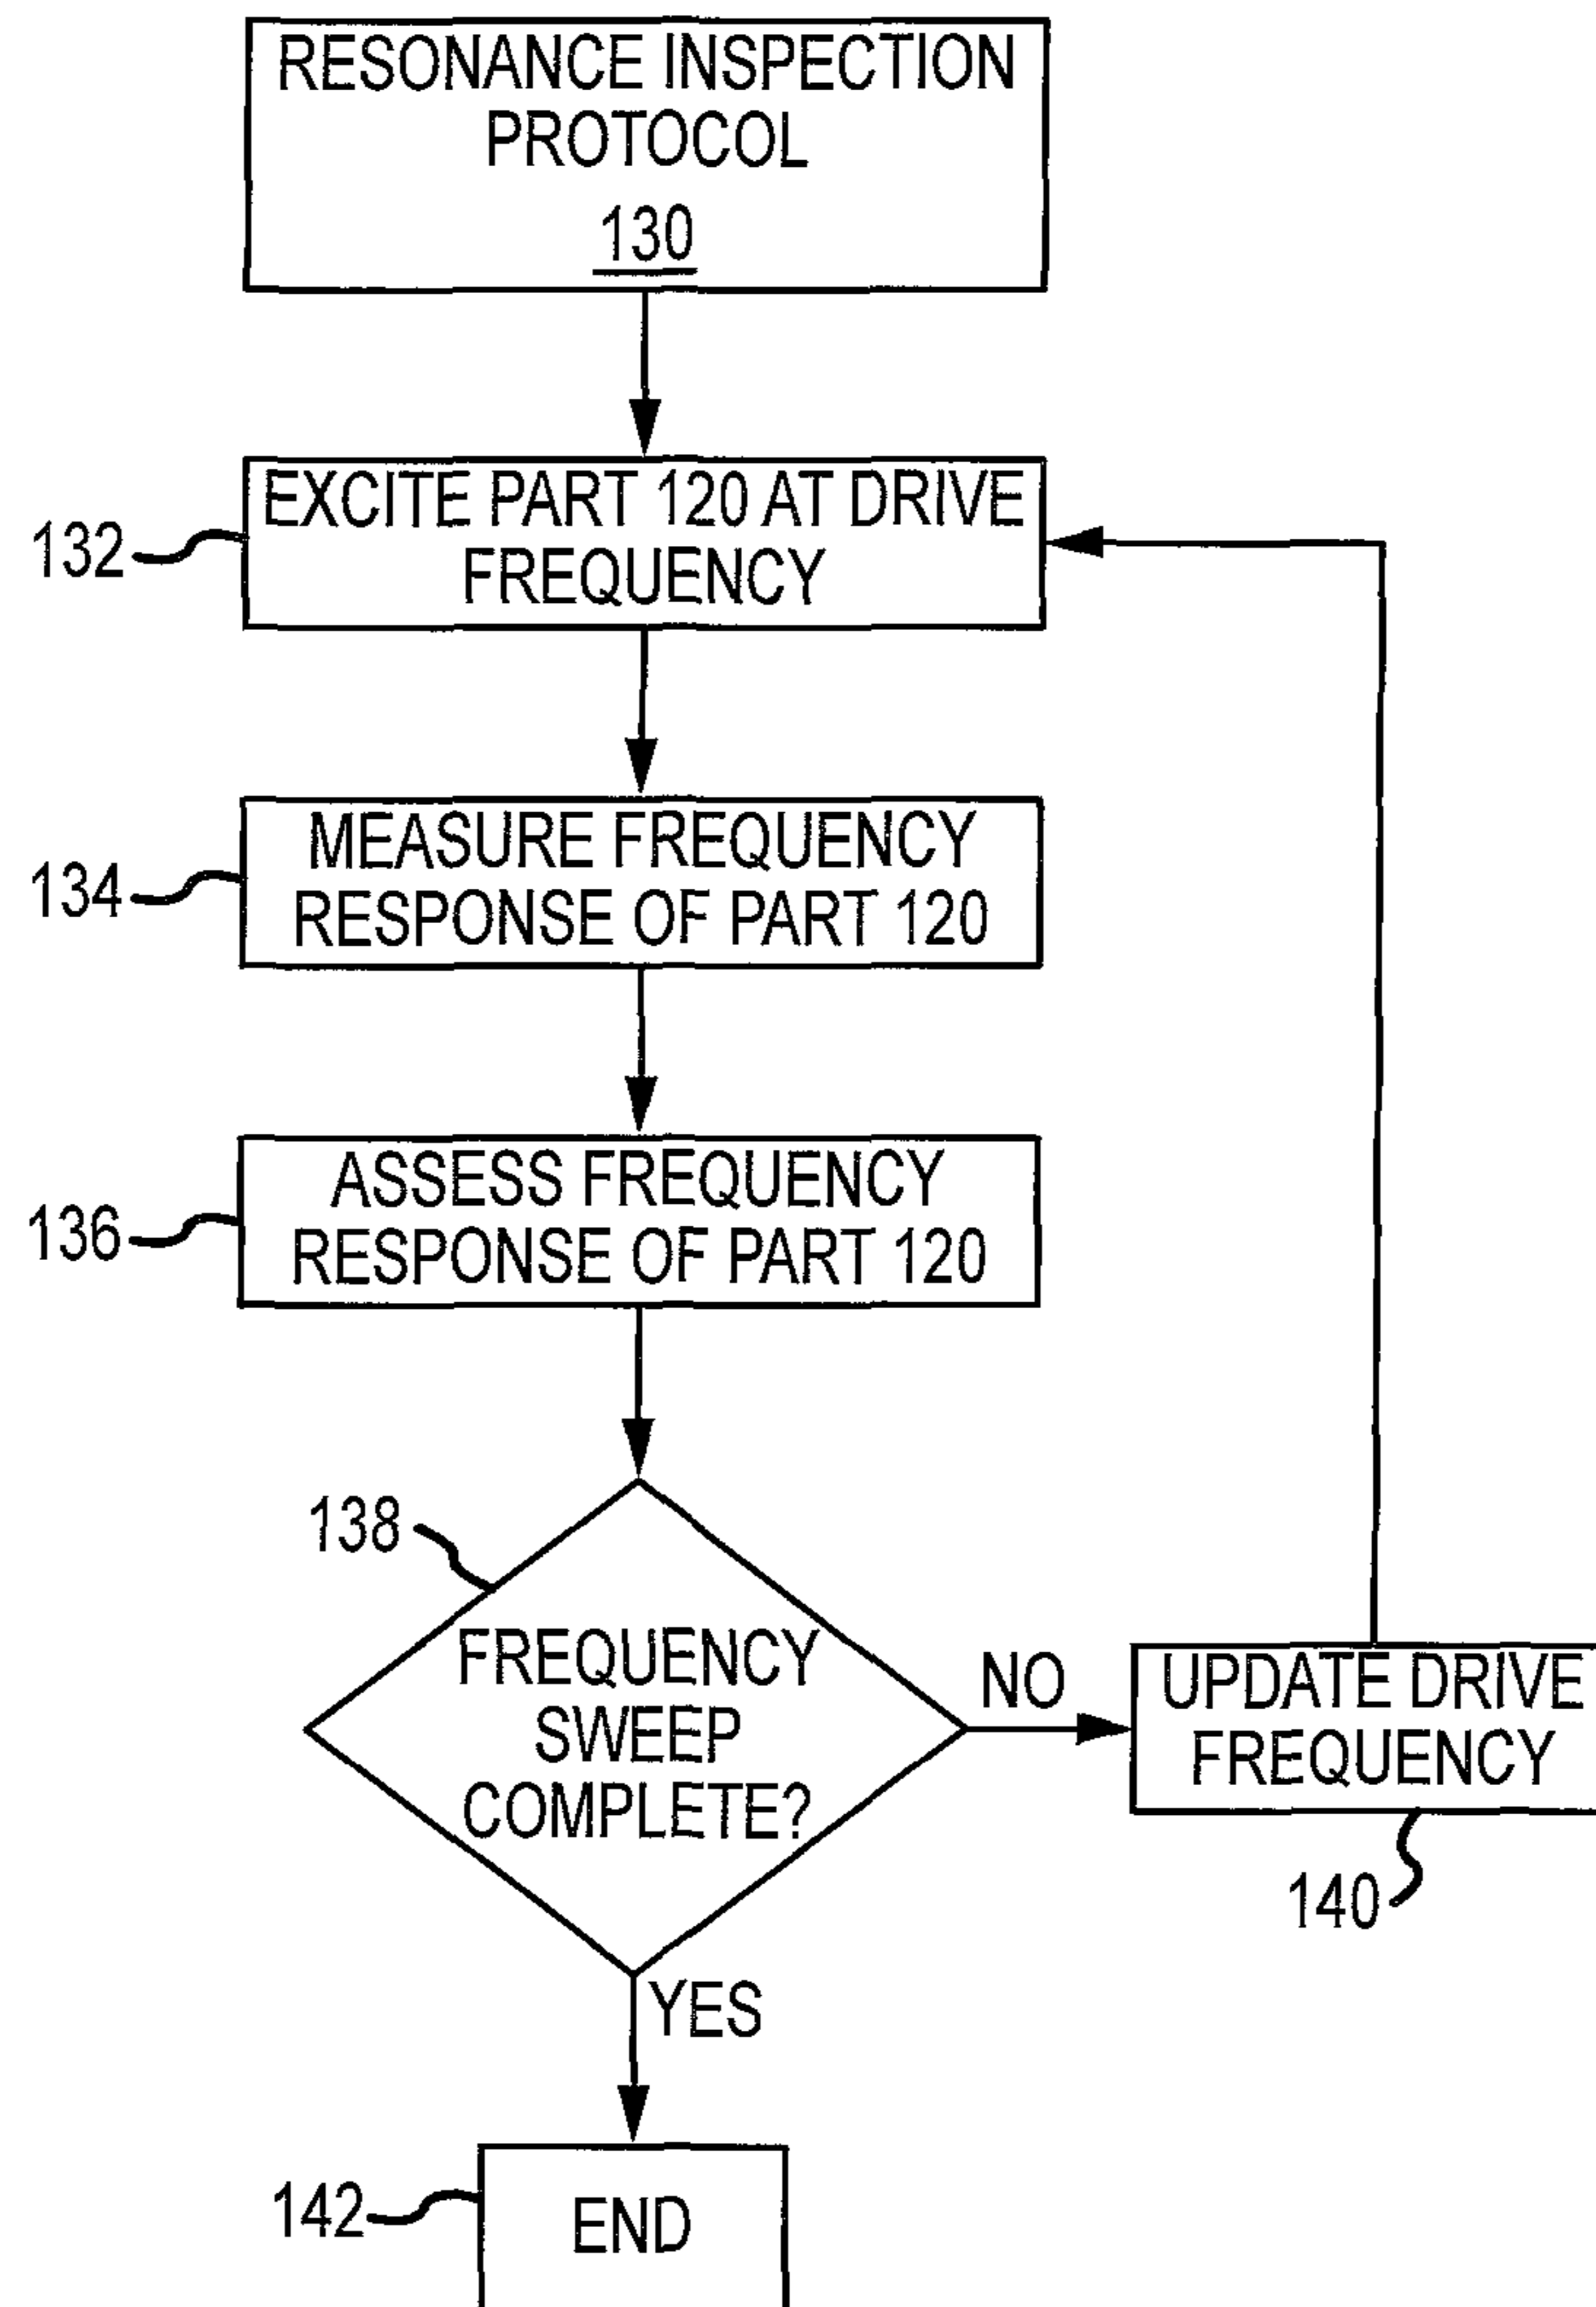 RESONANCE INSPECTION
PROTOCOL
130
EXCITE PART 120 AT DRIVE
FREQUENCY
132
MEASURE FREQUENCY
RESPONSE OF PART 120
134
ASSESS FREQUENCY
RESPONSE OF PART 120
136
138
FREQUENCY
SWEEP
COMPLETE?
NO
UPDATE DRIVE
FREQUENCY
140
YES
142
END